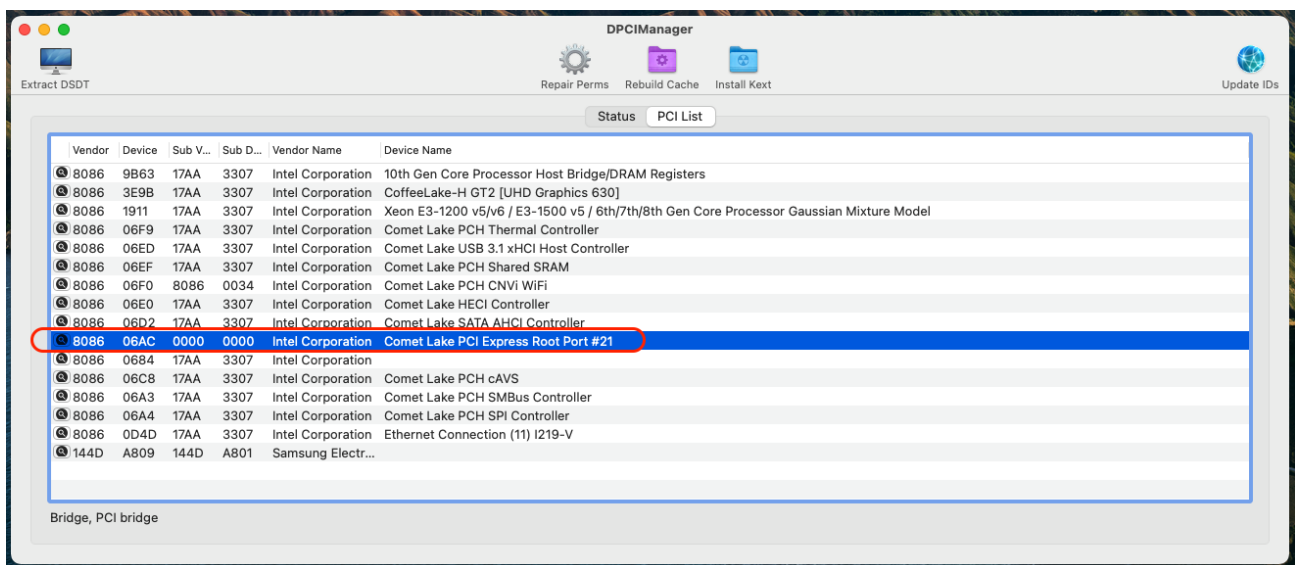 DPCIManager
Extract DSDT Repair Perms Rebuild Cache Install Kext Update IDs
Status PCI List
Vendor Device Sub V... Sub D... Vendor Name Device Name
8086 9B63 17AA 3307 Intel Corporation 10th Gen Core Processor Host Bridge/DRAM Registers
8086 3E9B 17AA 3307 Intel Corporation CoffeeLake-H GT2 [UHD Graphics 630]
8086 1911 17AA 3307 Intel Corporation Xeon E3-1200 v5/v6 / E3-1500 v5 / 6th/7th/8th Gen Core Processor Gaussian Mixture Model
8086 06F9 17AA 3307 Intel Corporation Comet Lake PCH Thermal Controller
8086 06ED 17AA 3307 Intel Corporation Comet Lake USB 3.1 xHCI Host Controller
8086 06EF 17AA 3307 Intel Corporation Comet Lake PCH Shared SRAM
8086 06F0 8086 0034 Intel Corporation Comet Lake PCH CNVi WiFi
8086 06E0 17AA 3307 Intel Corporation Comet Lake HECI Controller
8086 06D2 17AA 3307 Intel Corporation Comet Lake SATA AHCI Controller
8086 06AC 0000 0000 Intel Corporation Comet Lake PCI Express Root Port #21
8086 0684 17AA 3307 Intel Corporation
8086 06C8 17AA 3307 Intel Corporation Comet Lake PCH cAVS
8086 06A3 17AA 3307 Intel Corporation Comet Lake PCH SMBus Controller
8086 06A4 17AA 3307 Intel Corporation Comet Lake PCH SPI Controller
8086 0D4D 17AA 3307 Intel Corporation Ethernet Connection (11) I219-V
144D A809 144D A801 Samsung Electr...
Bridge, PCI bridge